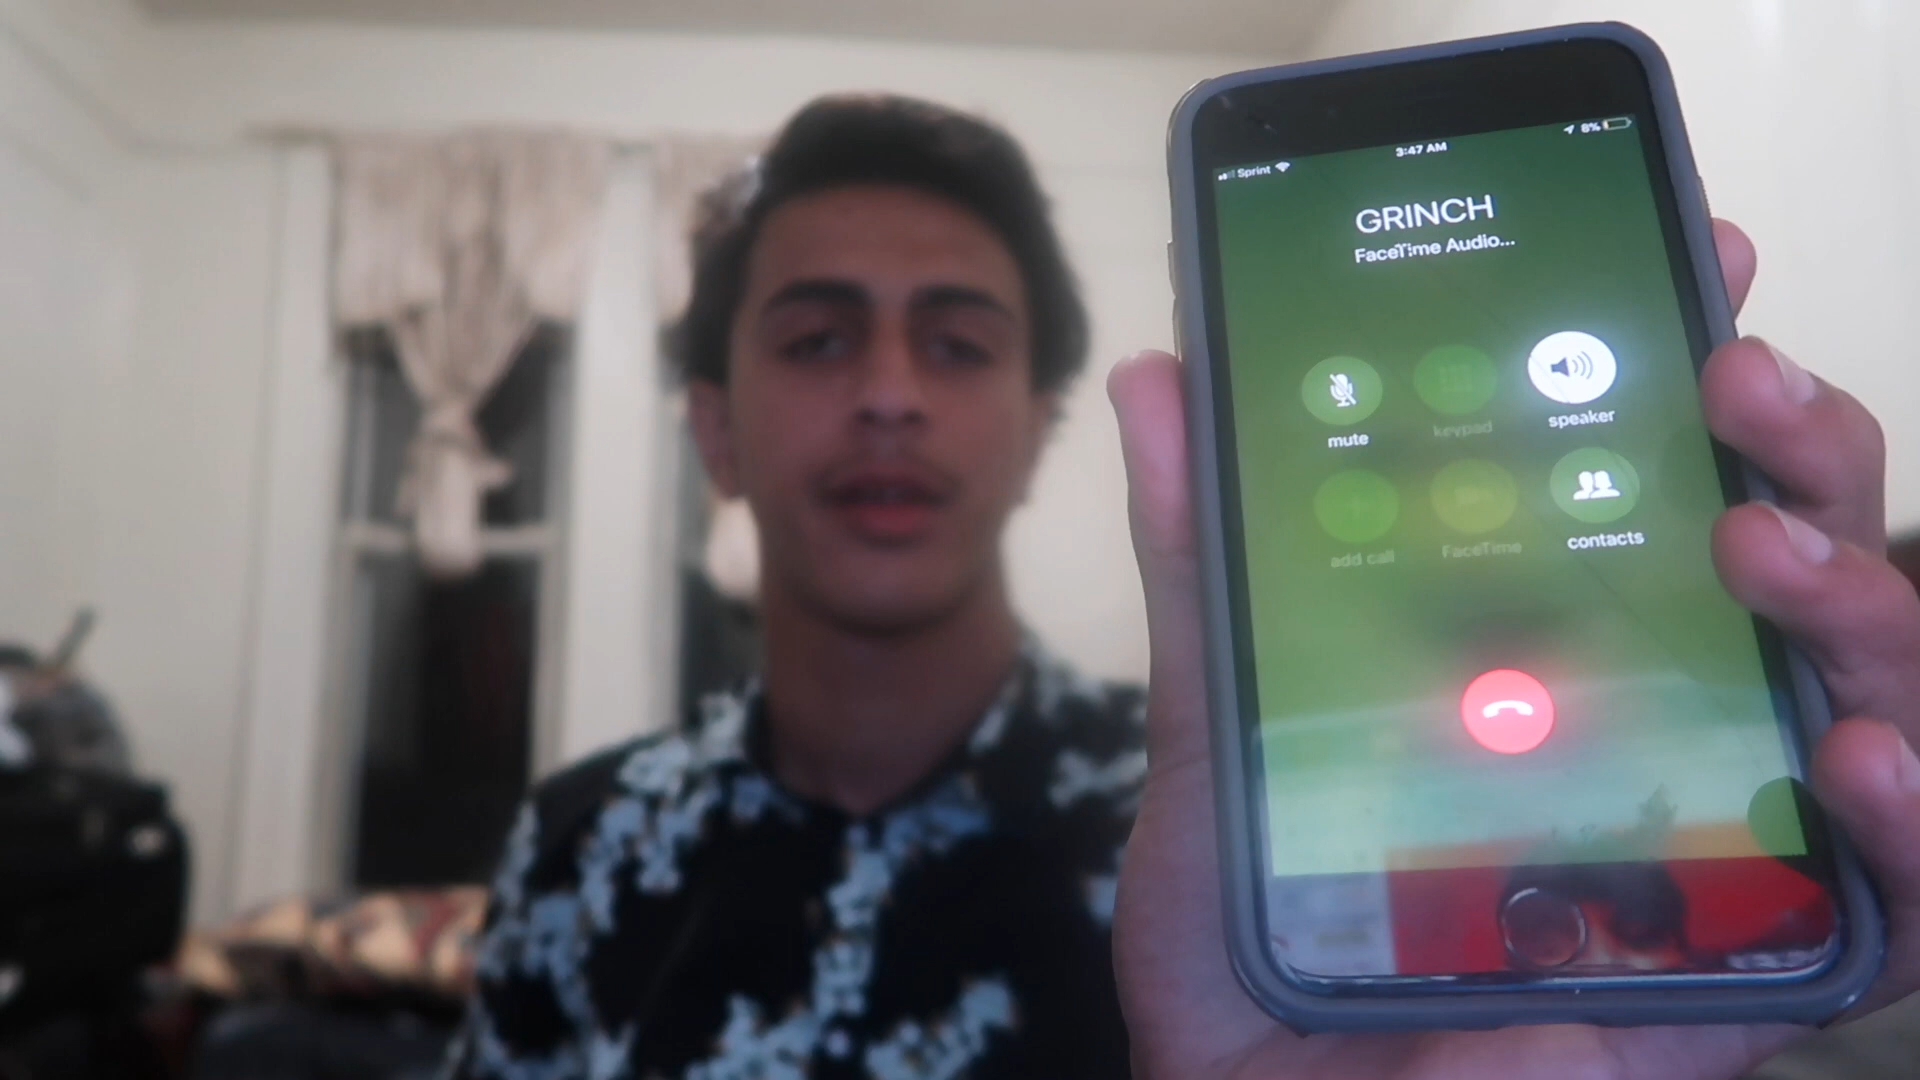 Sprint
3:47 AM
8%
GRINCH
FaceTime Audio...
mute
keypad
speaker
add call
FaceTime
contacts